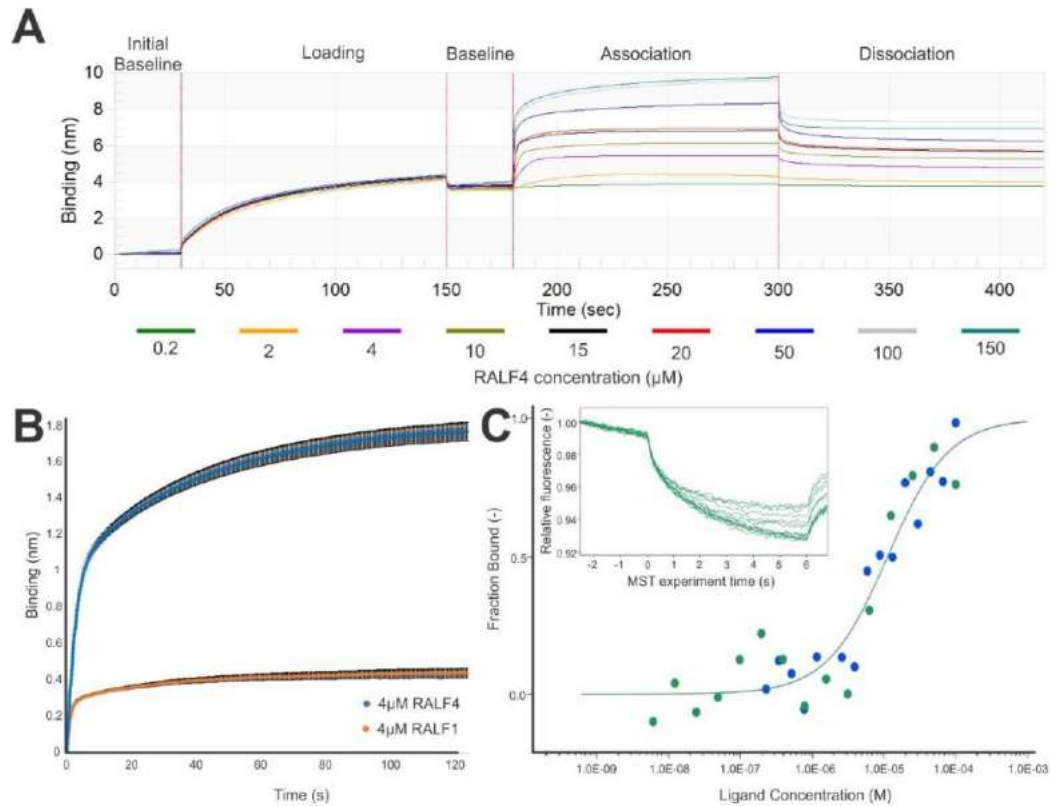 A
Initial
Baseline
Loading
Baseline
Association
Dissociation
Binding (nm)
10
8
6
4
2
0
0
50
100
150
200
250
300
350
400
Time (sec)
0.2
2
4
10
15
20
50
100
150
RALF4 concentration (µM)
B
Binding (nm)
1.8
1.6
1.4
1.2
1
0.8
0.6
0.4
0.2
0
0
20
40
60
80
100
120
4µM RALF4
4µM RALF1
Time (s)
C
Fraction Bound (-)
1.0
0.5
0.0
Relative fluorescence (-)
1.00
0.98
0.96
0.94
0.92
-2
-1
0
1
2
3
4
5
6
MST experiment time (s)
1.0E-09
1.0E-08
1.0E-07
1.0E-06
1.0E-05
1.0E-04
1.0E-03
Ligand Concentration (M)